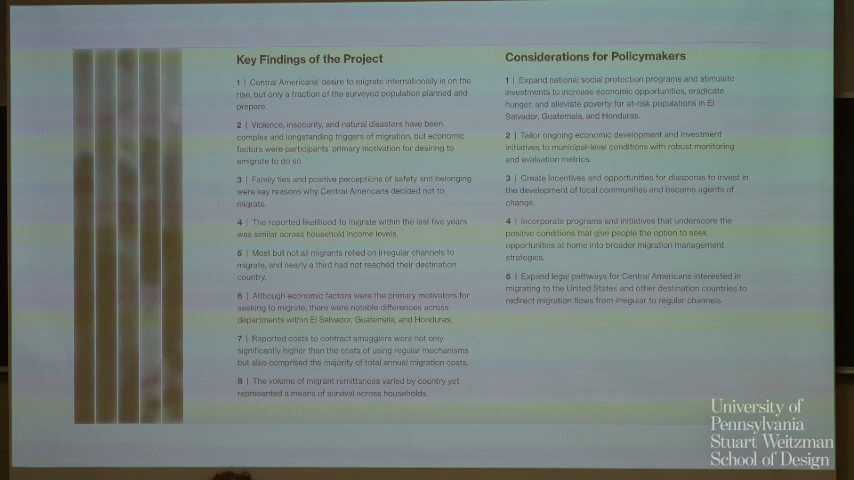 Key Findings of the Project
1 | Central Americans' desire to migrate internationally is on the
rise, but only a fraction of the surveyed population planned and
prepare.
2 | Violence, insecurity, and natural disasters have been
complex and longstanding triggers of migration, but economic
factors were participants' primary motivation for desiring to
emigrate to do so.
3 | Family ties and positive perceptions of safety and belonging
were key reasons why Central Americans decided not to
migrate.
4 | The reported likelihood to migrate within the last five years
was similar across household income levels.
5 | Most but not all migrants relied on irregular channels to
migrate, and nearly a third had not reached their destination
country.
6 | Although economic factors were the primary motivators for
seeking to migrate, there were notable differences across
departments within El Salvador, Guatemala, and Honduras.
7 | Reported costs to contract smugglers were not only
significantly higher than the costs of using regular mechanisms
but also comprised the majority of total annual migration costs.
8 | The volume of migrant remittances varied by country yet
represented a means of survival across households.
Considerations for Policymakers
1 | Expand national social protection programs and stimulate
investments to increase economic opportunities, eradicate
hunger, and alleviate poverty for at-risk populations in El
Salvador, Guatemala, and Honduras.
2 | Tailor ongoing economic development and investment
initiatives to municipal-level conditions with robust monitoring
and evaluation metrics.
3 | Create incentives and opportunities for diasporas to invest in
the development of local communities and become agents of
change.
4 | Incorporate programs and initiatives that underscore the
positive conditions that give people the option to seek
opportunities at home into broader migration management
strategies.
5 | Expand legal pathways for Central Americans interested in
migrating to the United States and other destination countries to
redirect migration flows from irregular to regular channels.
University of
Pennsylvania
Stuart Weitzman
School of Design